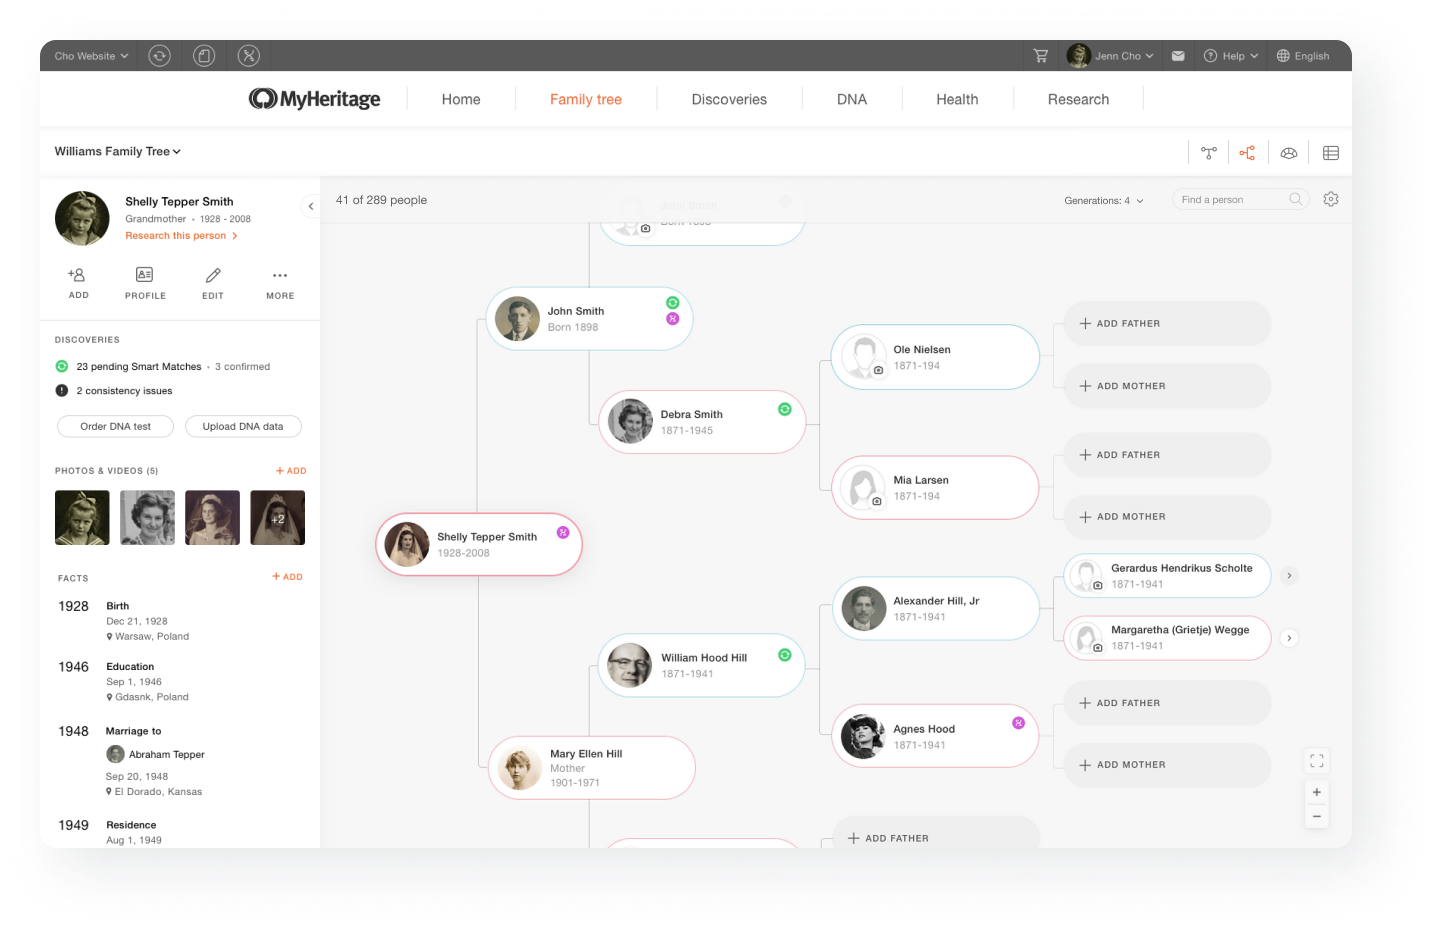 Cho Website
Jenn Cho
Help
English
MyHeritage
Home
Family tree
Discoveries
DNA
Health
Research
Williams Family Tree
Shelly Tepper Smith
Grandmother • 1928 - 2008
Research this person
ADD
PROFILE
EDIT
MORE
DISCOVERIES
23 pending Smart Matches • 3 confirmed
2 consistency issues
Order DNA test
Upload DNA data
PHOTOS & VIDEOS (5)
+ ADD
+2
FACTS
+ ADD
1928
Birth
Dec 21, 1928
Warsaw, Poland
1946
Education
Sep 1, 1946
Gdasnk, Poland
1948
Marriage to
Abraham Tepper
Sep 20, 1948
El Dorado, Kansas
1949
Residence
Aug 1, 1949
41 of 289 people
Generations: 4
Find a person
John Smith
Born 1898
John Smith
Born 1898
Debra Smith
1871-1945
Ole Nielsen
1871-194
Mia Larsen
1871-194
+ ADD FATHER
+ ADD MOTHER
+ ADD FATHER
+ ADD MOTHER
Shelly Tepper Smith
1928-2008
Gerardus Hendrikus Scholte
1871-1941
Margaretha (Grietje) Wegge
1871-1941
Alexander Hill, Jr
1871-1941
William Hood Hill
1871-1941
Agnes Hood
1871-1941
+ ADD FATHER
+ ADD MOTHER
Mary Ellen Hill
Mother
1901-1971
+ ADD FATHER